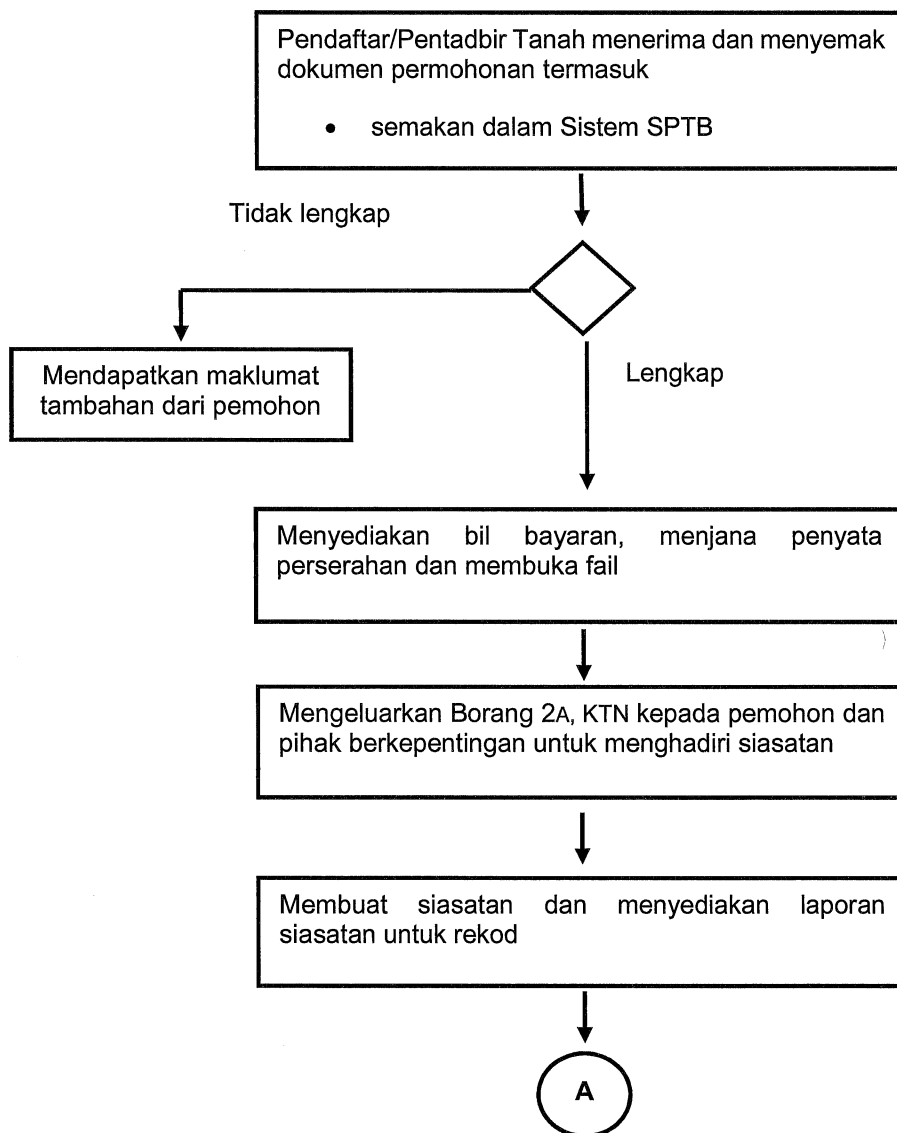 Pendaftar/Pentadbir Tanah menerima dan menyemak
dokumen permohonan termasuk
• semakan dalam Sistem SPTB
Tidak lengkap
Mendapatkan maklumat
tambahan dari pemohon
Lengkap
Menyediakan bil bayaran, menjana penyata
perserahan dan membuka fail
Mengeluarkan Borang 2A, KTN kepada pemohon dan
pihak berkepentingan untuk menghadiri siasatan
Membuat siasatan dan menyediakan laporan
siasatan untuk rekod
A